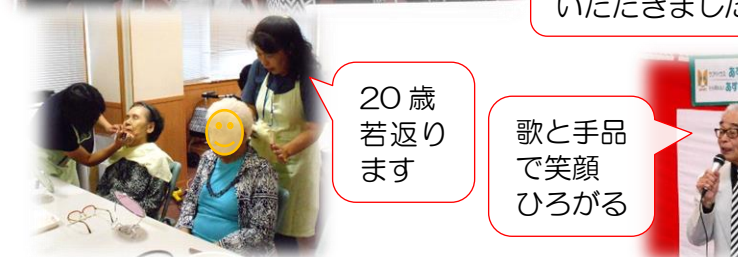 いただきました
20歳
若返り
ます
歌と手品
で笑顔
ひろがる